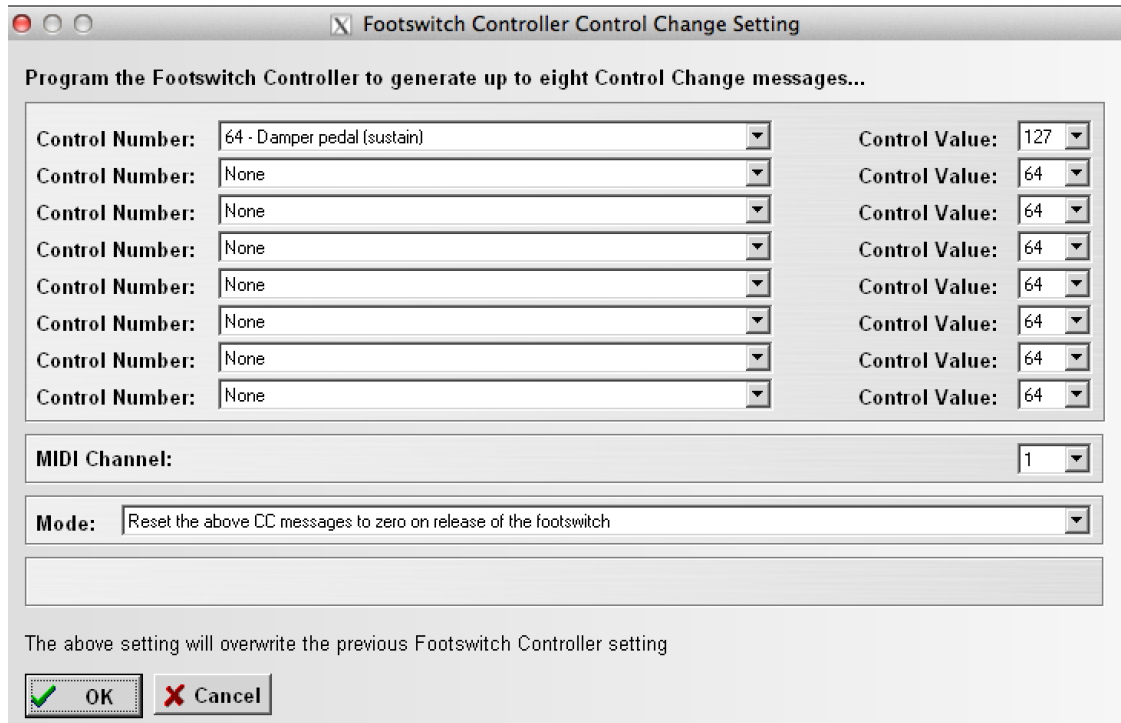 Footswitch Controller Control Change Setting
Program the Footswitch Controller to generate up to eight Control Change messages...
Control Number: 64 - Damper pedal (sustain) Control Value: 127
Control Number: None Control Value: 64
Control Number: None Control Value: 64
Control Number: None Control Value: 64
Control Number: None Control Value: 64
Control Number: None Control Value: 64
Control Number: None Control Value: 64
Control Number: None Control Value: 64
MIDI Channel: 1
Mode: Reset the above CC messages to zero on release of the footswitch
The above setting will overwrite the previous Footswitch Controller setting
OK Cancel